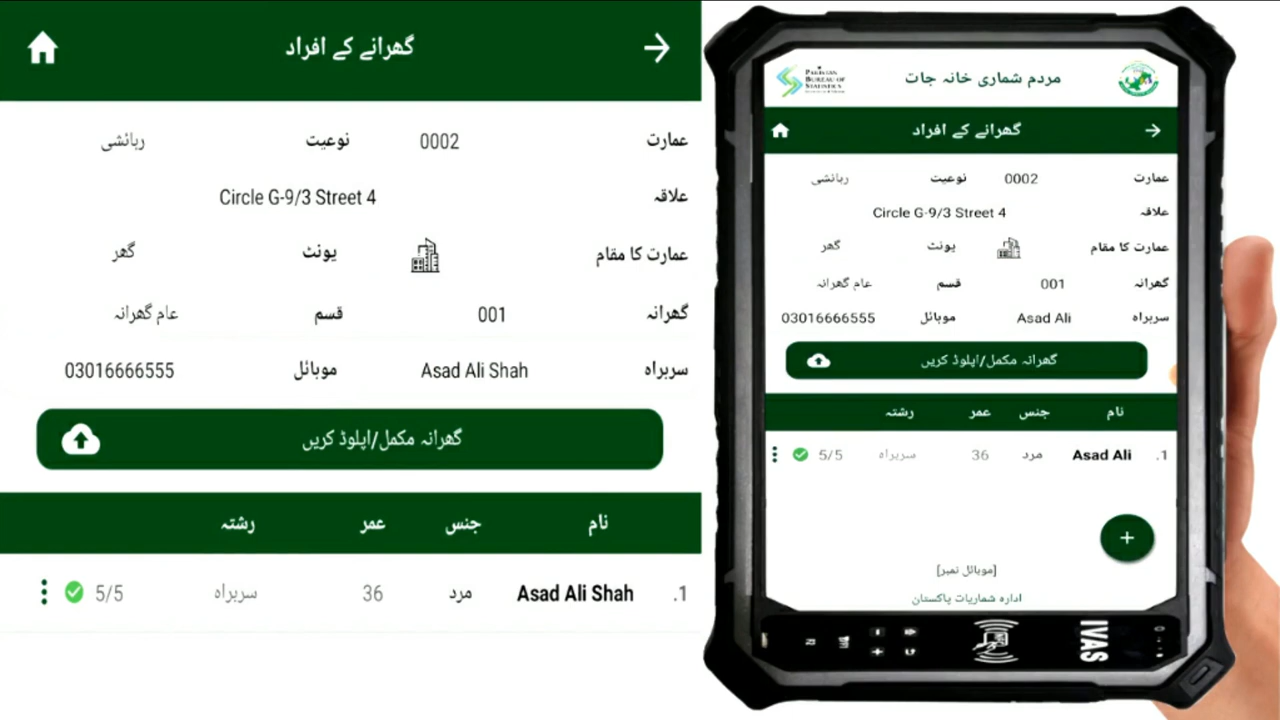 گھرانے کے افراد
عمارت 0002 نوعیت رہائشی
علاقہ Circle G-9/3 Street 4
عمارت کا مقام یونٹ گھر
گھرانہ 001 قسم عام گھرانہ
سربراہ Asad Ali Shah موبائل 03016666555
گھرانہ مکمل/اپلوڈ کریں
نام جنس عمر رشتہ
1. Asad Ali Shah مرد 36 سربراہ 5/5
PAKISTAN
BUREAU OF
STATISTICS
مردم شماری خانہ جات
گھرانے کے افراد
عمارت 0002 نوعیت رہائشی
علاقہ Circle G-9/3 Street 4
عمارت کا مقام یونٹ گھر
گھرانہ 001 قسم عام گھرانہ
سربراہ Asad Ali موبائل 03016666555
گھرانہ مکمل/اپلوڈ کریں
نام جنس عمر رشتہ
1. Asad Ali مرد 36 سربراہ 5/5
+
[موبائل نمبر]
ادارہ شماریات پاکستان
IVAS